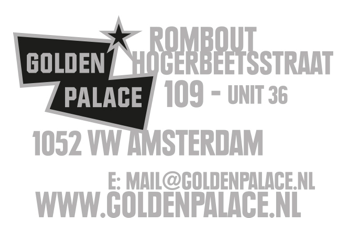 GOLDEN
PALACE
ROMBOUT
HOGERBEETSSTRAAT
109 - UNIT 36
1052 VW AMSTERDAM
E: MAIL@GOLDENPALACE.NL
WWW.GOLDENPALACE.NL